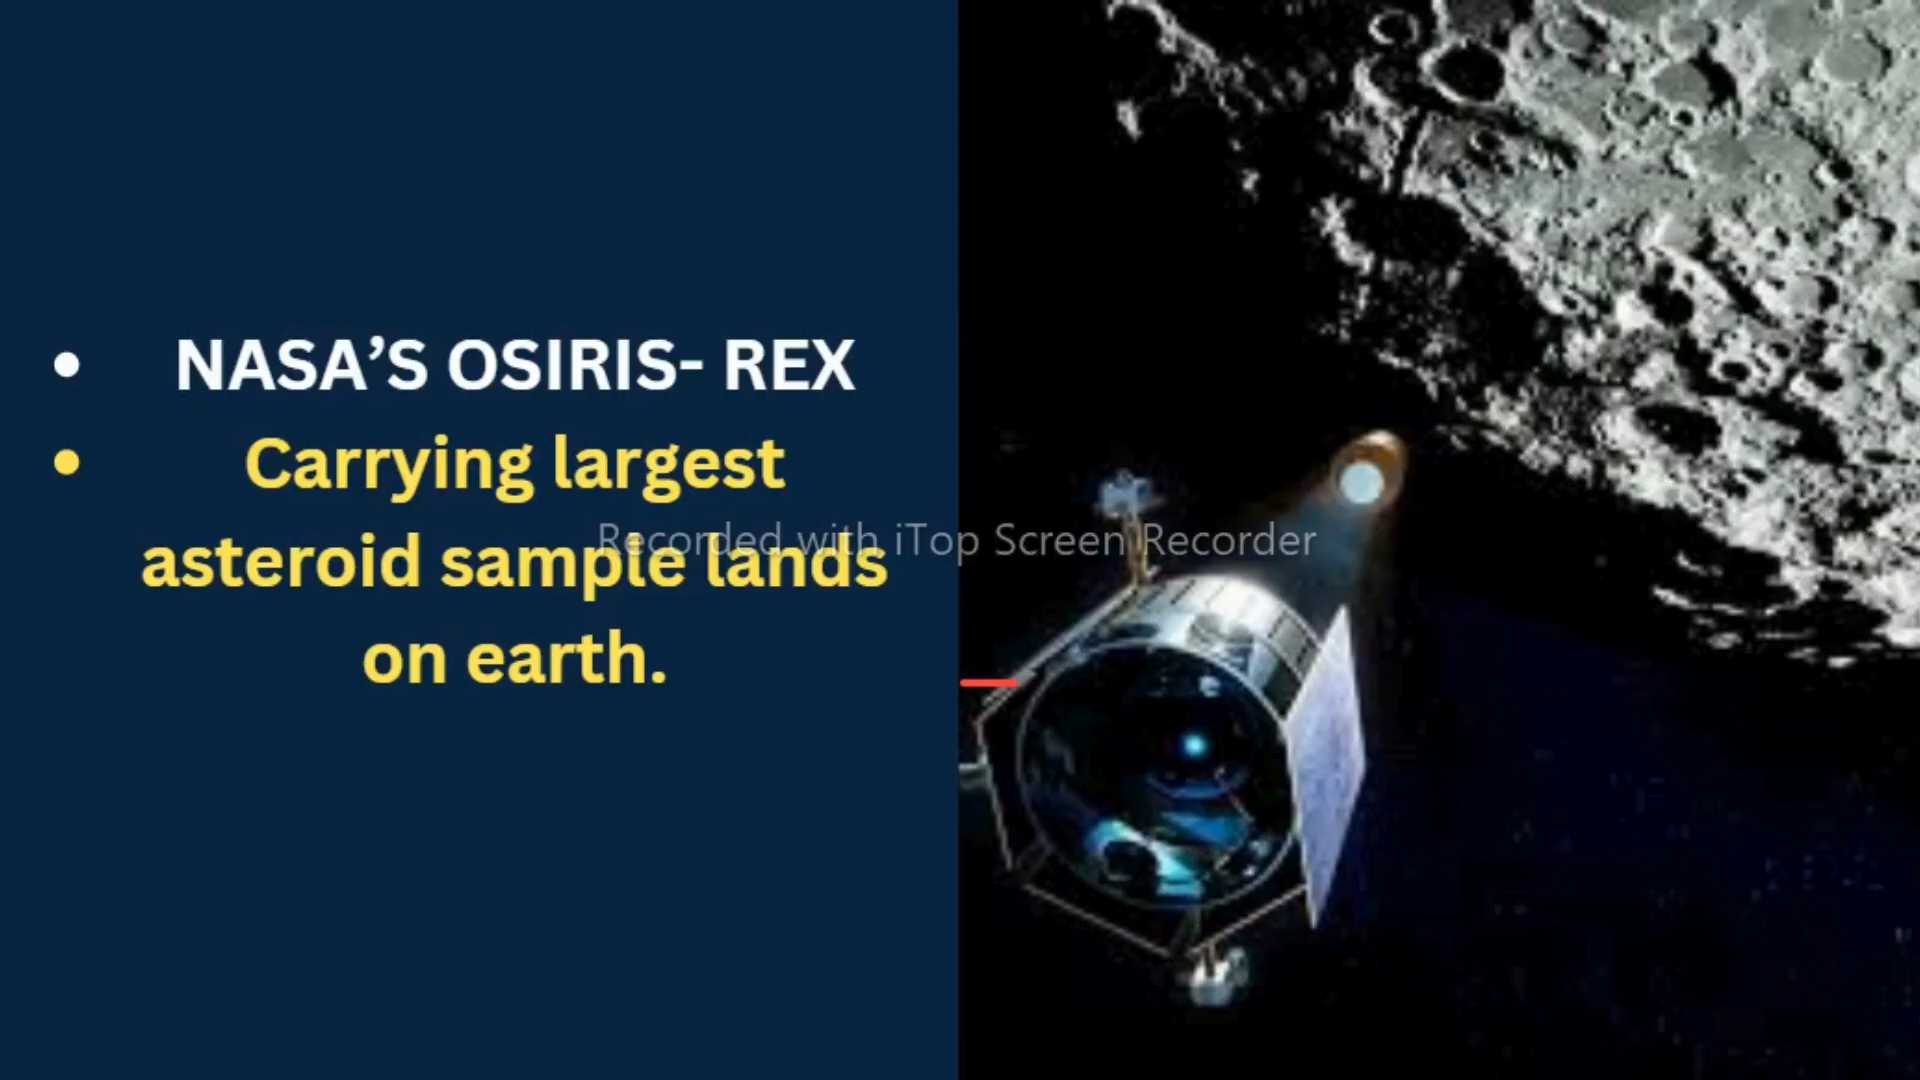 • NASA’S OSIRIS- REX
• Carrying largest
asteroid sample lands
on earth.
Recorded with iTop Screen Recorder